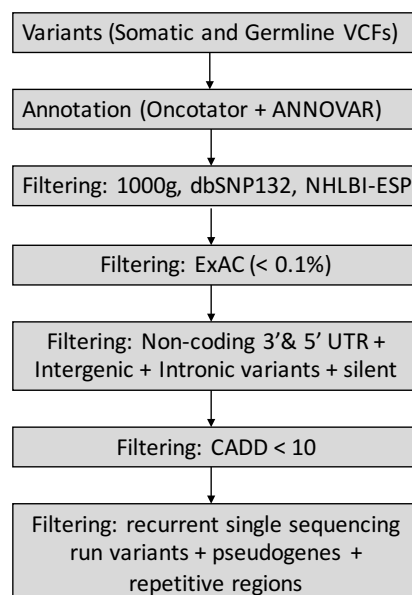 Variants (Somatic and Germline VCFs)
Annotation (Oncotator + ANNOVAR)
Filtering: 1000g, dbSNP132, NHLBI-ESP
Filtering: ExAC (< 0.1%)
Filtering: Non-coding 3’& 5’ UTR +
Intergenic + Intronic variants + silent
Filtering: CADD < 10
Filtering: recurrent single sequencing
run variants + pseudogenes +
repetitive regions